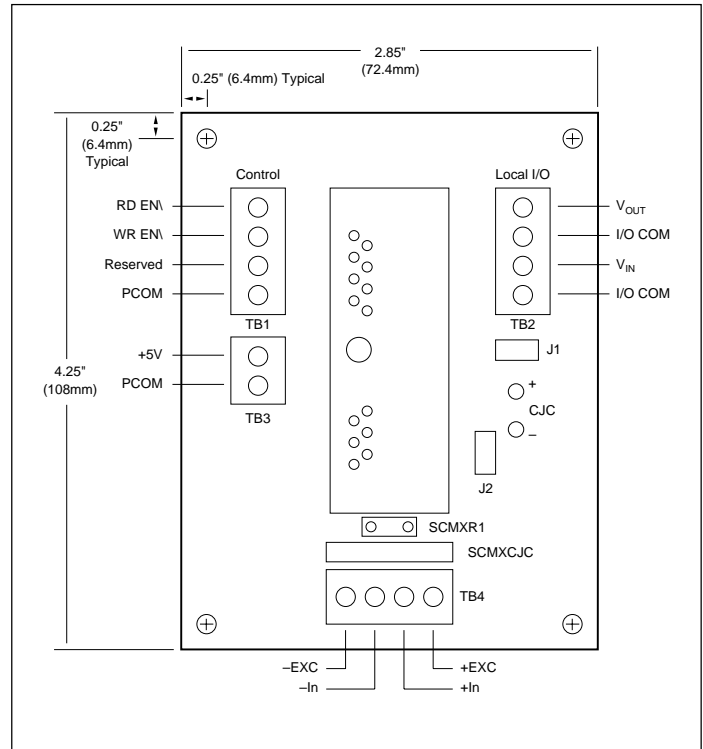 2.85"
(72.4mm)
0.25" (6.4mm) Typical
0.25"
(6.4mm)
Typical
Control
Local I/O
RD EN\
WR EN\
Reserved
PCOM
TB1
V_OUT
I/O COM
V_IN
I/O COM
TB2
+5V
PCOM
TB3
4.25"
(108mm)
J1
+
CJC
–
J2
SCMXR1
SCMXCJC
TB4
–EXC
–In
+EXC
+In